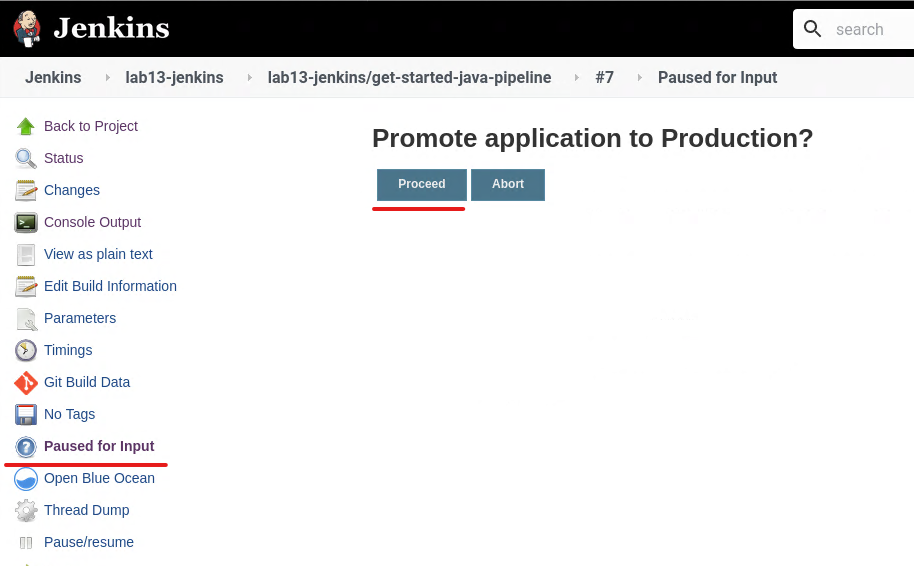 Jenkins
search
Jenkins lab13-jenkins lab13-jenkins/get-started-java-pipeline #7 Paused for Input
Back to Project
Status
Changes
Console Output
View as plain text
Edit Build Information
Parameters
Timings
Git Build Data
No Tags
Paused for Input
Open Blue Ocean
Thread Dump
Pause/resume
Promote application to Production?
Proceed Abort